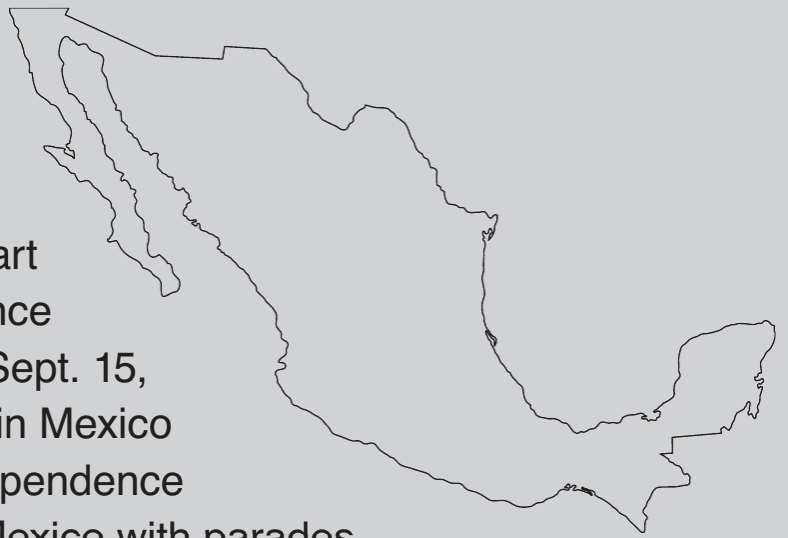 art
nce
Sept. 15,
in Mexico
pendence
Mexico with parades